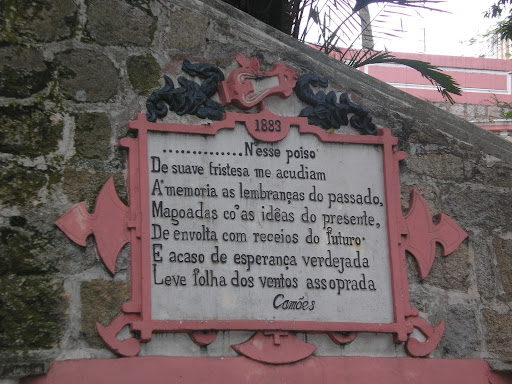 1883
...............N'esse poiso
De suave tristesa me acudiam
A' memoria as lembranças do passado,
Magoadas co'as idêas do presente,
De envolta com receios do futuro.
E acaso de esperança verdejada
Leve folha dos ventos assoprada
Camões